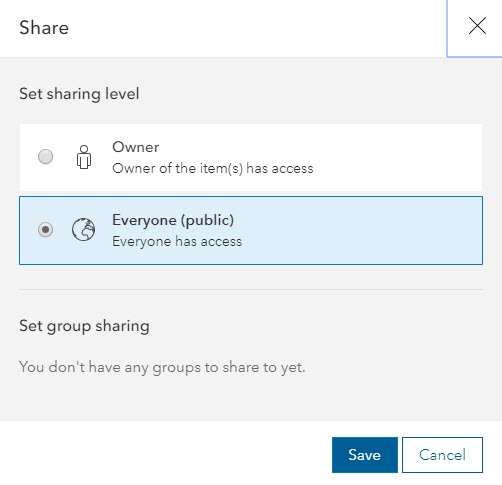 Share
Set sharing level
Owner
Owner of the item(s) has access
Everyone (public)
Everyone has access
Set group sharing
You don't have any groups to share to yet.
Save
Cancel